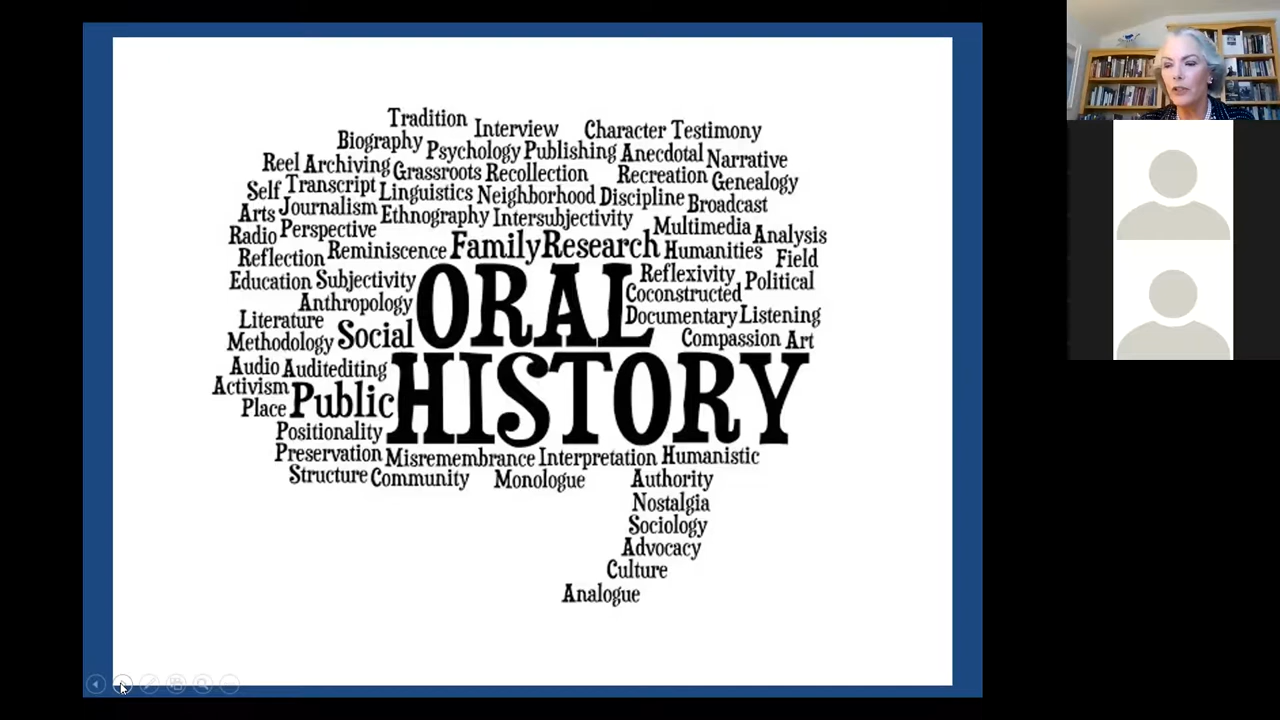 Tradition
Interview
Character Testimony
Biography
Psychology Publishing Anecdotal Narrative
Reel Archiving Grassroots Recollection Recreation Genealogy
Self Transcript Linguistics Neighborhood Discipline Broadcast
Arts Journalism Ethnography Intersubjectivity Multimedia Analysis
Radio Perspective
Reminiscence Family Research Humanities Field
Reflection
Education Subjectivity ORAL Reflexivity Political
Anthropology Coconstructed
Literature Documentary Listening
Methodology Social Compassion Art
Audio Auditediting
Activism
Place Public HISTORY
Positionality
Preservation Misremembrance Interpretation Humanistic
Structure Community Monologue Authority
Nostalgia
Sociology
Advocacy
Culture
Analogue